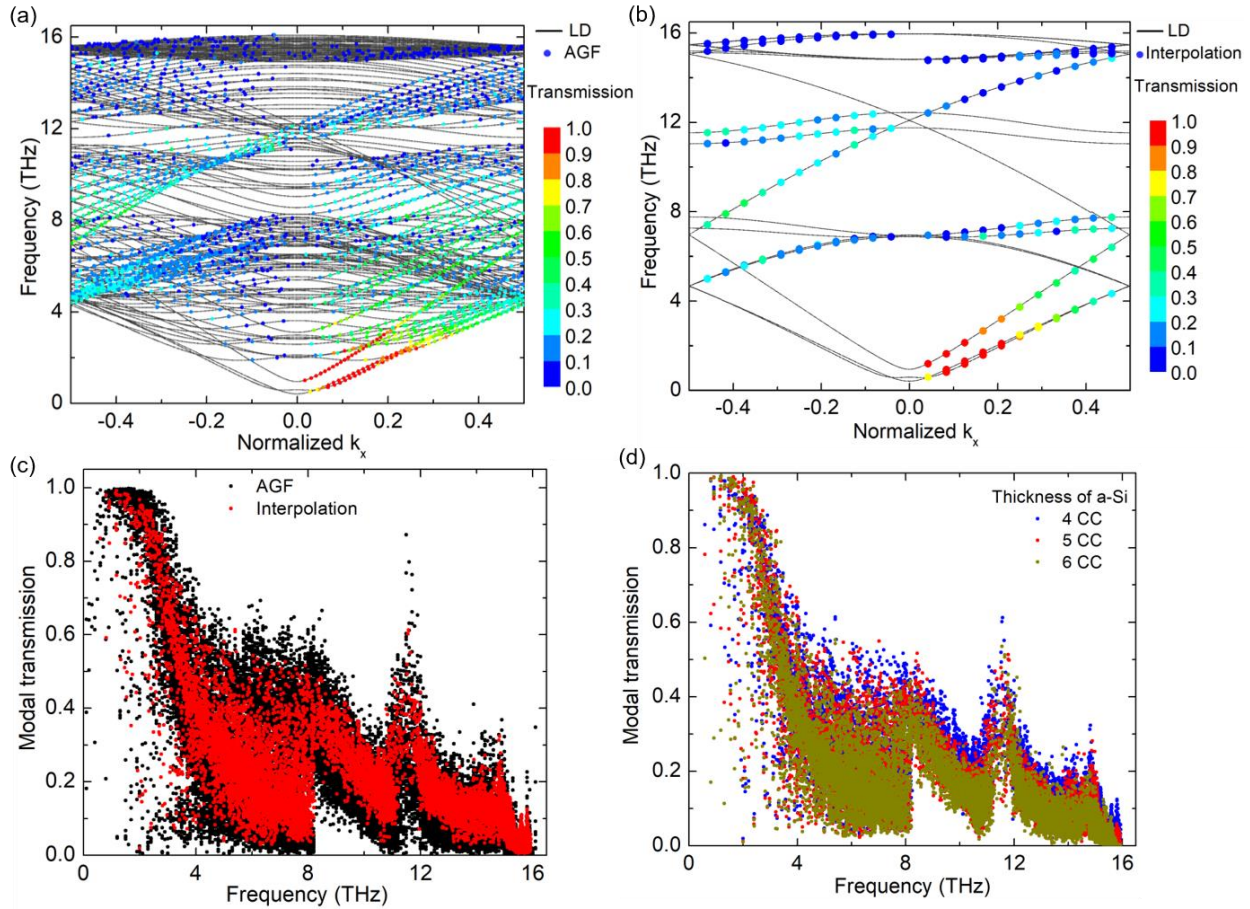 (a)
16
12
8
4
0
Frequency (THz)
-0.4 -0.2 0.0 0.2 0.4
Normalized kx
LD
AGF
Transmission
1.0
0.9
0.8
0.7
0.6
0.5
0.4
0.3
0.2
0.1
0.0
(b)
16
12
8
4
0
Frequency (THz)
-0.4 -0.2 0.0 0.2 0.4
Normalized kx
LD
Interpolation
Transmission
1.0
0.9
0.8
0.7
0.6
0.5
0.4
0.3
0.2
0.1
0.0
(c)
1.0
0.8
0.6
0.4
0.2
0.0
Modal transmission
AGF
Interpolation
0 4 8 12 16
Frequency (THz)
(d)
1.0
0.8
0.6
0.4
0.2
0.0
Modal transmission
Thickness of a-Si
4 CC
5 CC
6 CC
0 4 8 12 16
Frequency (THz)